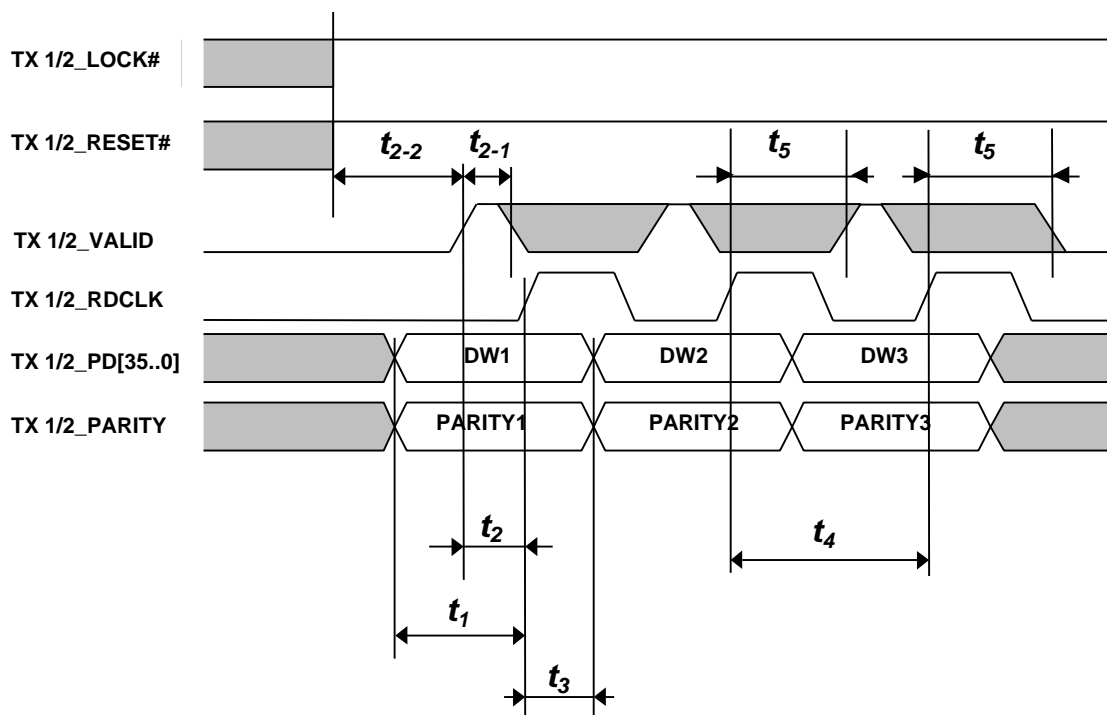 TX 1/2_LOCK#
TX 1/2_RESET#
t2-2
t2-1
t5
t5
TX 1/2_VALID
TX 1/2_RDCLK
TX 1/2_PD[35..0]
DW1
DW2
DW3
TX 1/2_PARITY
PARITY1
PARITY2
PARITY3
t2
t4
t1
t3